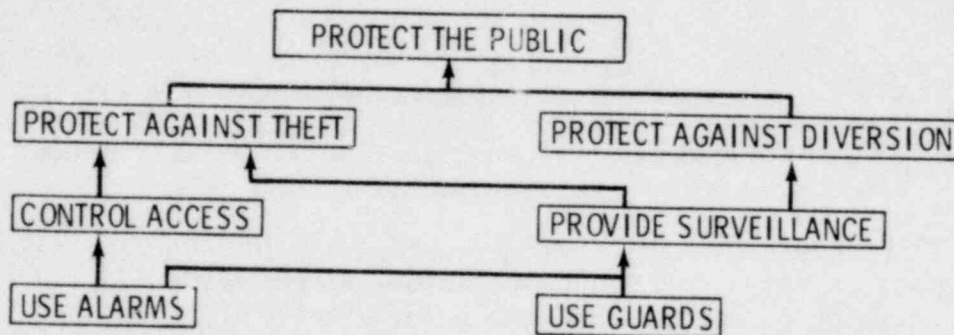 PROTECT THE PUBLIC
PROTECT AGAINST THEFT
PROTECT AGAINST DIVERSION
CONTROL ACCESS
PROVIDE SURVEILLANCE
USE ALARMS
USE GUARDS